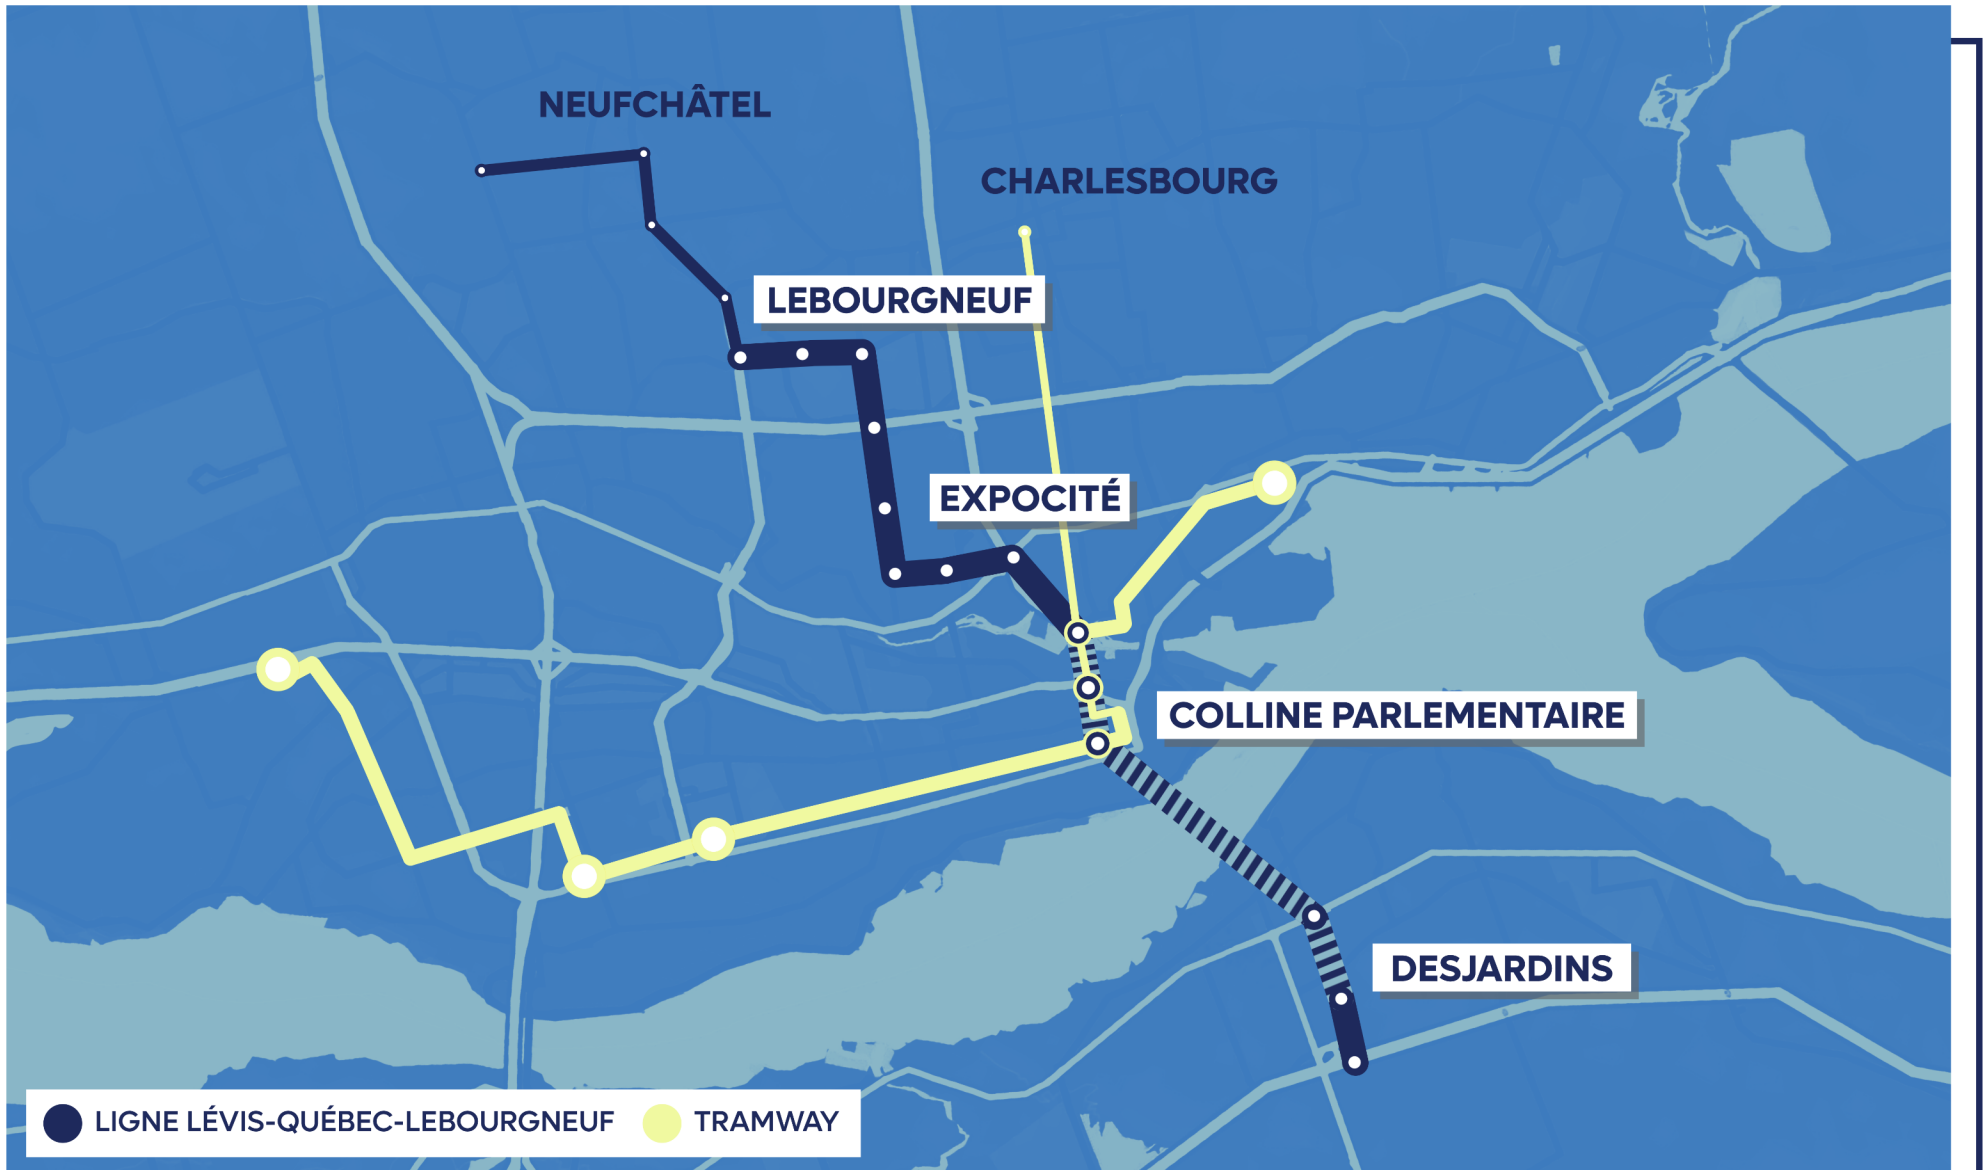 NEUFCHÂTEL
CHARLESBOURG
LEBOURGNEUF
EXPOCITÉ
COLLINE PARLEMENTAIRE
DESJARDINS
LIGNE LÉVIS-QUÉBEC-LEBOURGNEUF
TRAMWAY